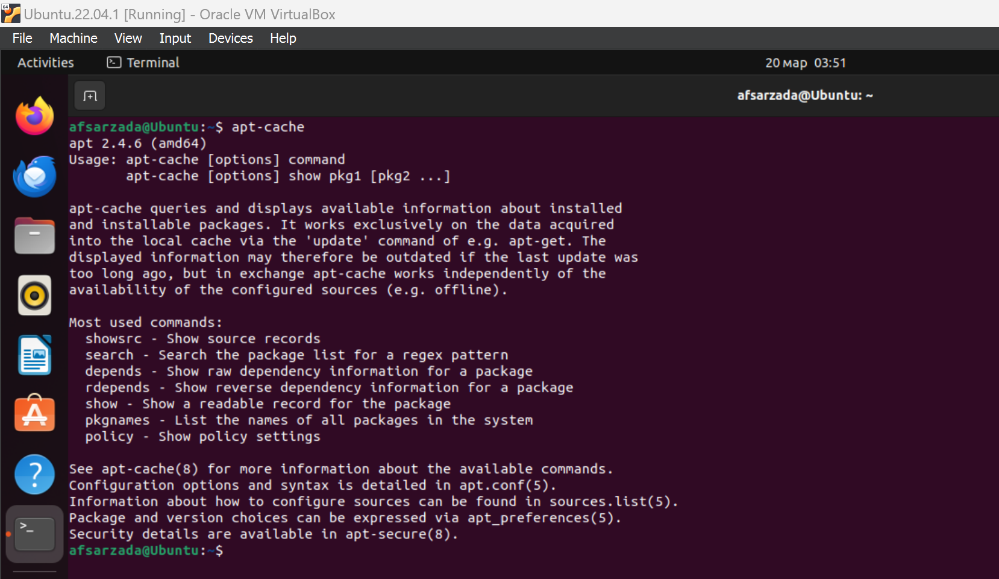 64
Ubuntu.22.04.1 [Running] - Oracle VM VirtualBox
File Machine View Input Devices Help
Activities Terminal 20 мар 03:51
afsarzada@Ubuntu: ~
afsarzada@Ubuntu:~$ apt-cache
apt 2.4.6 (amd64)
Usage: apt-cache [options] command
       apt-cache [options] show pkg1 [pkg2 ...]
apt-cache queries and displays available information about installed
and installable packages. It works exclusively on the data acquired
into the local cache via the 'update' command of e.g. apt-get. The
displayed information may therefore be outdated if the last update was
too long ago, but in exchange apt-cache works independently of the
availability of the configured sources (e.g. offline).
Most used commands:
  showsrc - Show source records
  search - Search the package list for a regex pattern
  depends - Show raw dependency information for a package
  rdepends - Show reverse dependency information for a package
  show - Show a readable record for the package
  pkgnames - List the names of all packages in the system
  policy - Show policy settings
See apt-cache(8) for more information about the available commands.
Configuration options and syntax is detailed in apt.conf(5).
Information about how to configure sources can be found in sources.list(5).
Package and version choices can be expressed via apt_preferences(5).
Security details are available in apt-secure(8).
afsarzada@Ubuntu:~$